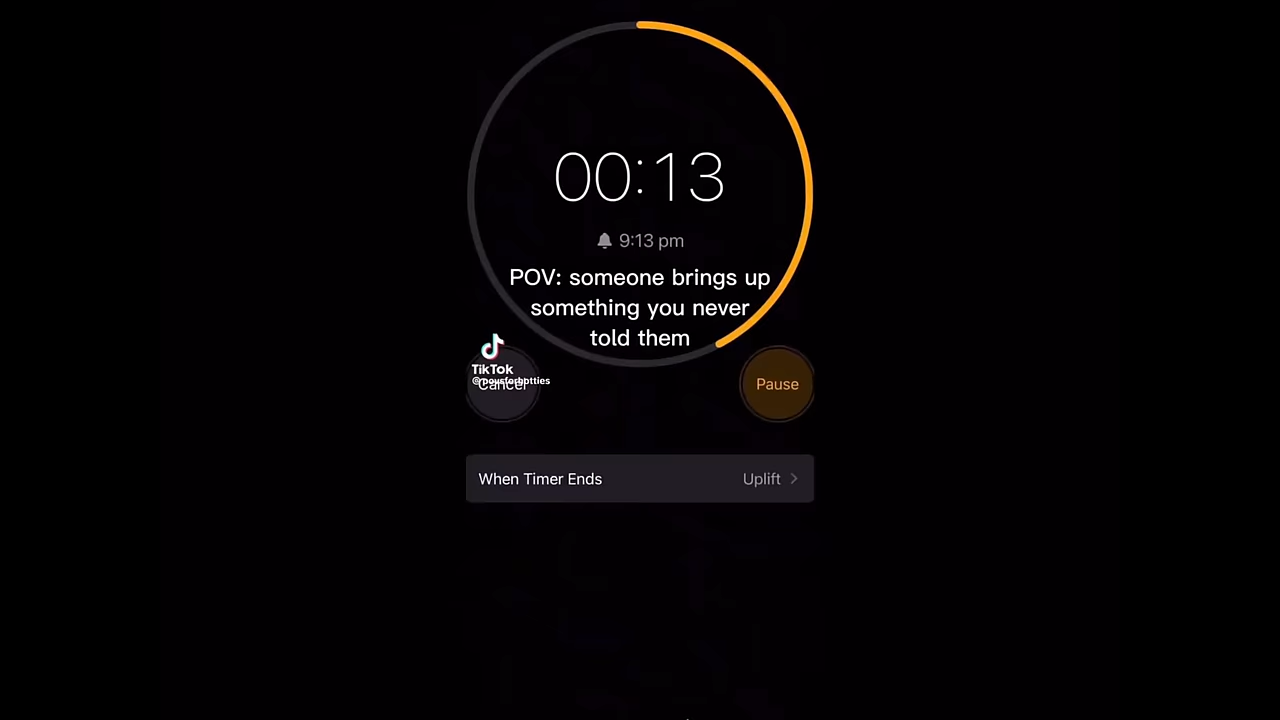 00:13
9:13 pm
POV: someone brings up
something you never
told them
TikTok
Cancel
Pause
When Timer Ends
Uplift